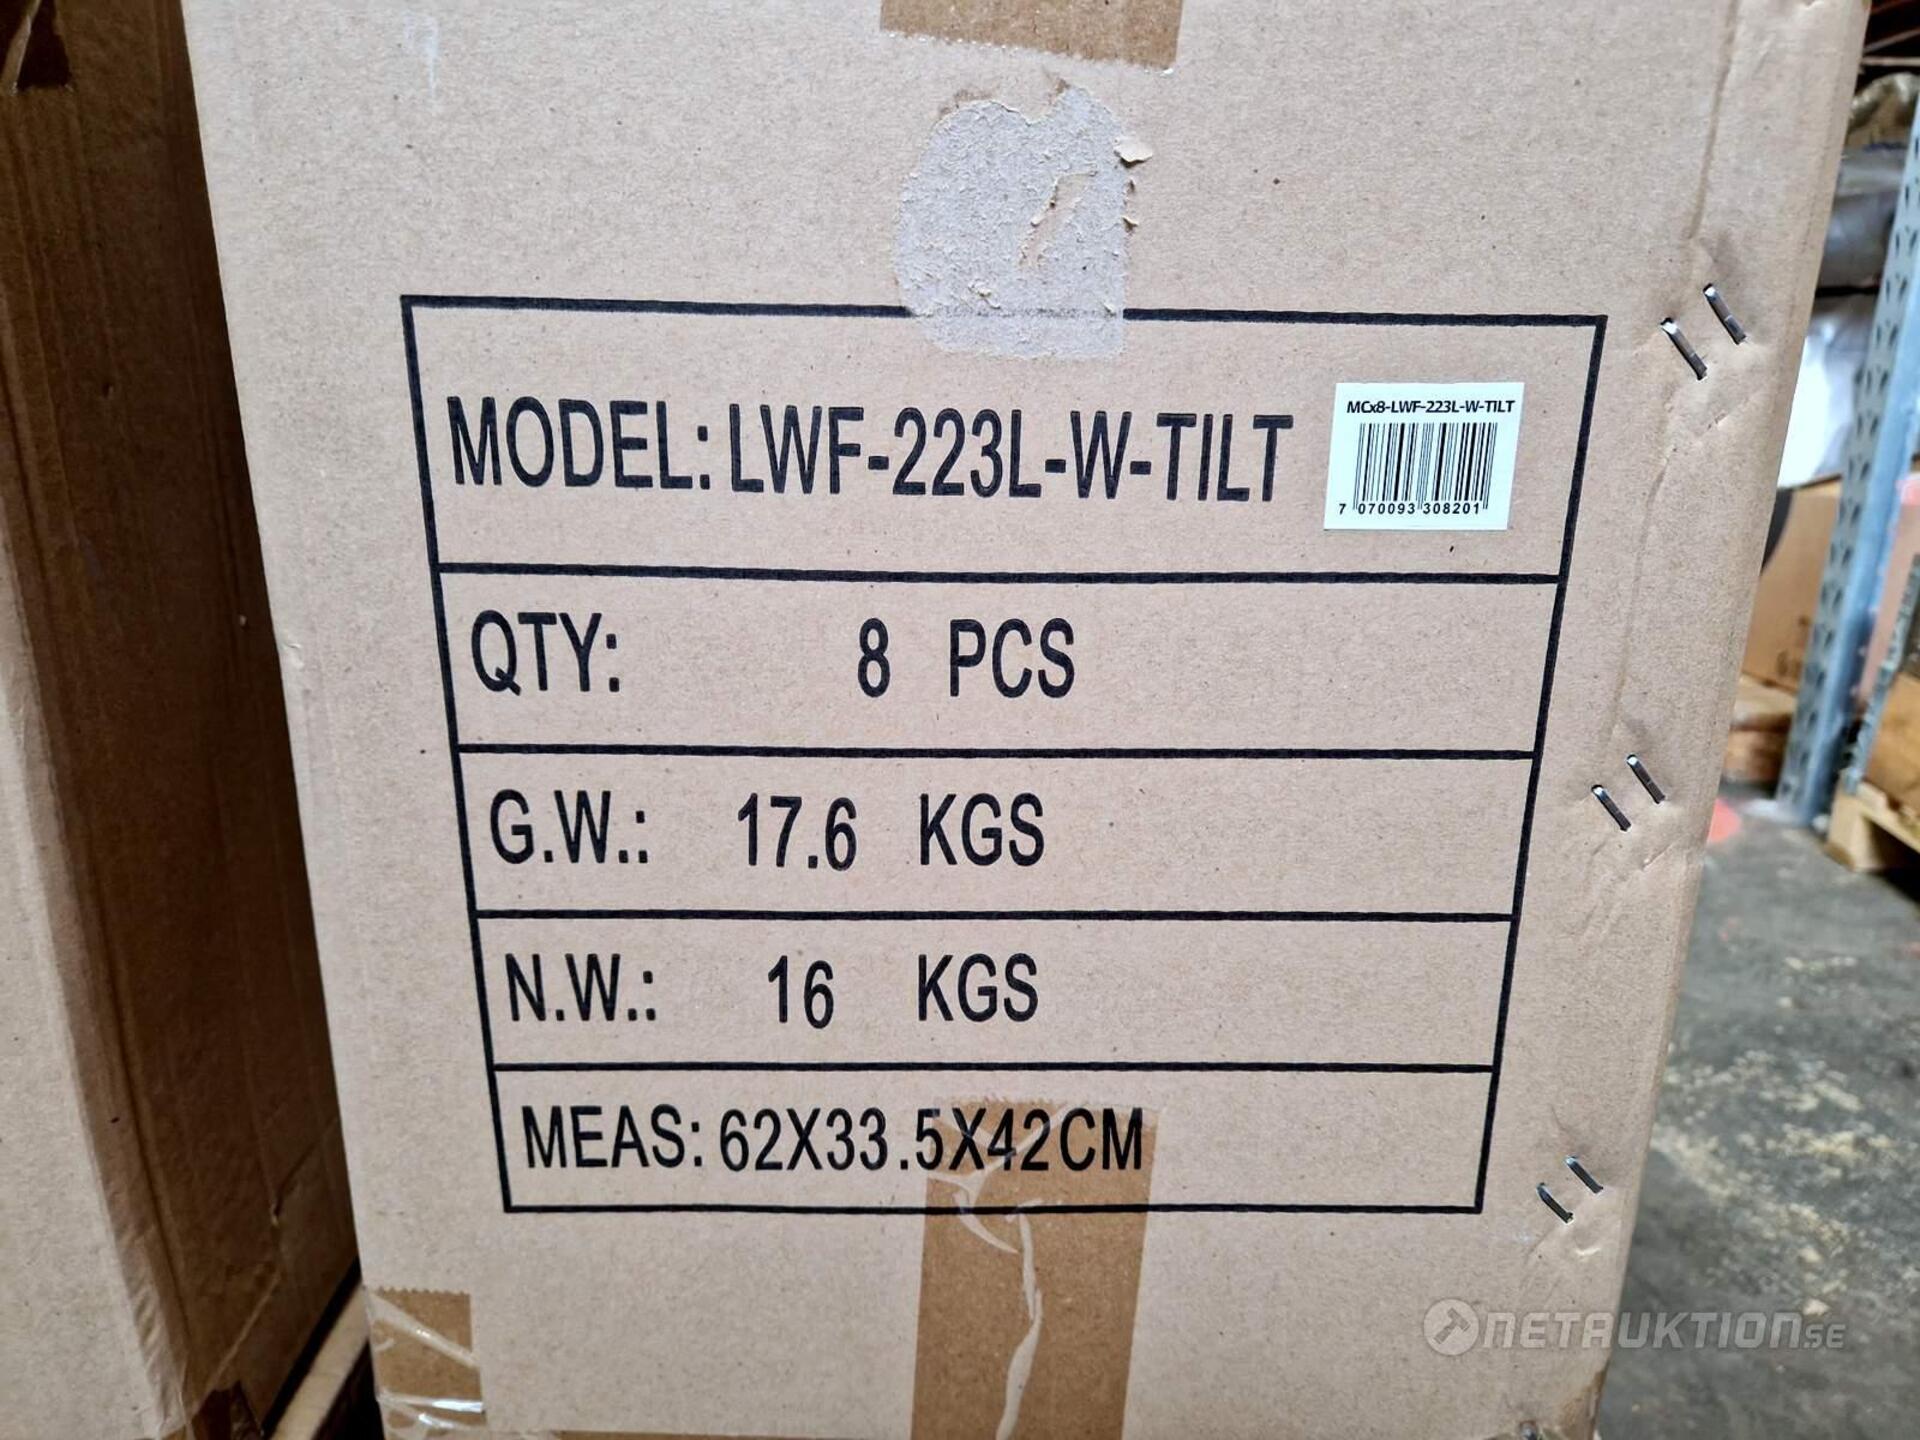 MODEL: LWF-223L-W-TILT
MCx8-LWF-223L-W-TILT
7 070093 308201
QTY: 8 PCS
G.W.: 17.6 KGS
N.W.: 16 KGS
MEAS: 62X33.5X42CM
NETAUKTION.SE